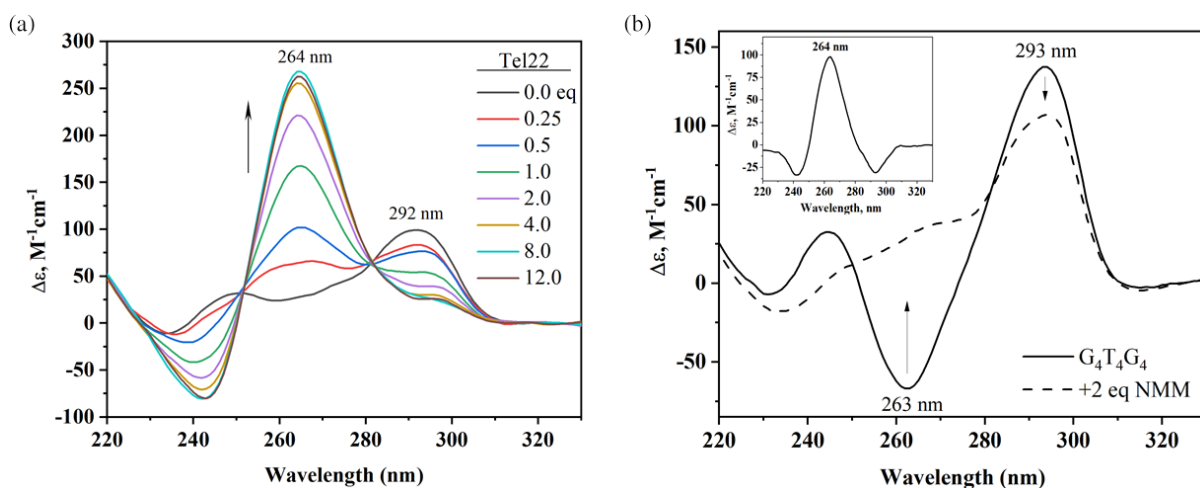 (a)
300
250
200
150
100
50
0
-50
-100
Δε, M⁻¹cm⁻¹
264 nm
292 nm
Tel22
0.0 eq
0.25
0.5
1.0
2.0
4.0
8.0
12.0
220 240 260 280 300 320
Wavelength (nm)
(b)
150
100
50
0
-50
Δε, M⁻¹cm⁻¹
100
75
50
25
0
-25
Δε, M⁻¹cm⁻¹
264 nm
220 240 260 280 300 320
Wavelength, nm
293 nm
263 nm
G₄T₄G₄
+2 eq NMM
220 240 260 280 300 320
Wavelength (nm)